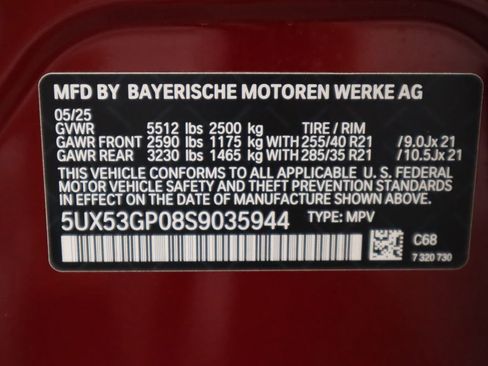 MFD BY BAYERISCHE MOTOREN WERKE AG
05/25
GVWR 5512 lbs 2500 kg TIRE / RIM
GAWR FRONT 2590 lbs 1175 kg WITH 255/40 R21 /9.0Jx 21
GAWR REAR 3230 lbs 1465 kg WITH 285/35 R21 /10.5Jx 21
THIS VEHICLE CONFORMS TO ALL APPLICABLE U. S. FEDERAL
MOTOR VEHICLE SAFETY AND THEFT PREVENTION STANDARDS
IN EFFECT ON THE DATE OF MANUFACTURE SHOWN ABOVE.
5UX53GP08S9035944 TYPE: MPV
C68
7 320 730